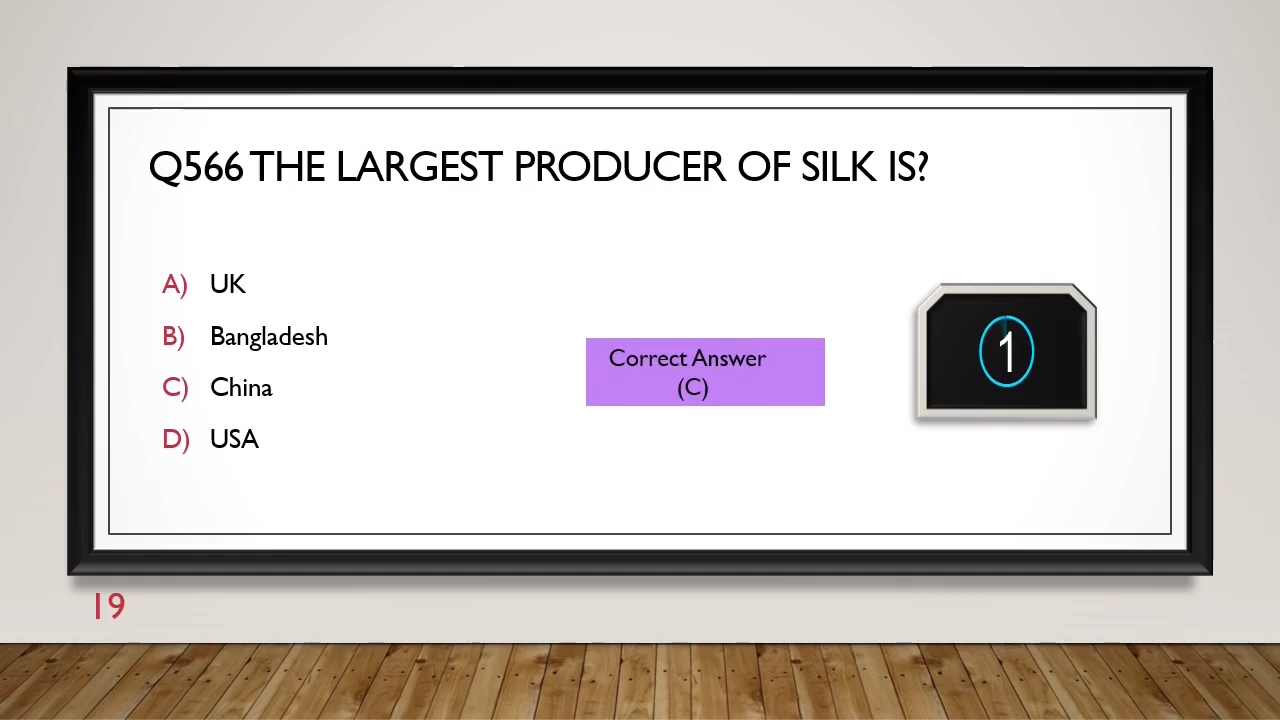 Q566 THE LARGEST PRODUCER OF SILK IS?
A) UK
B) Bangladesh
C) China
D) USA
Correct Answer
(C)
1
19